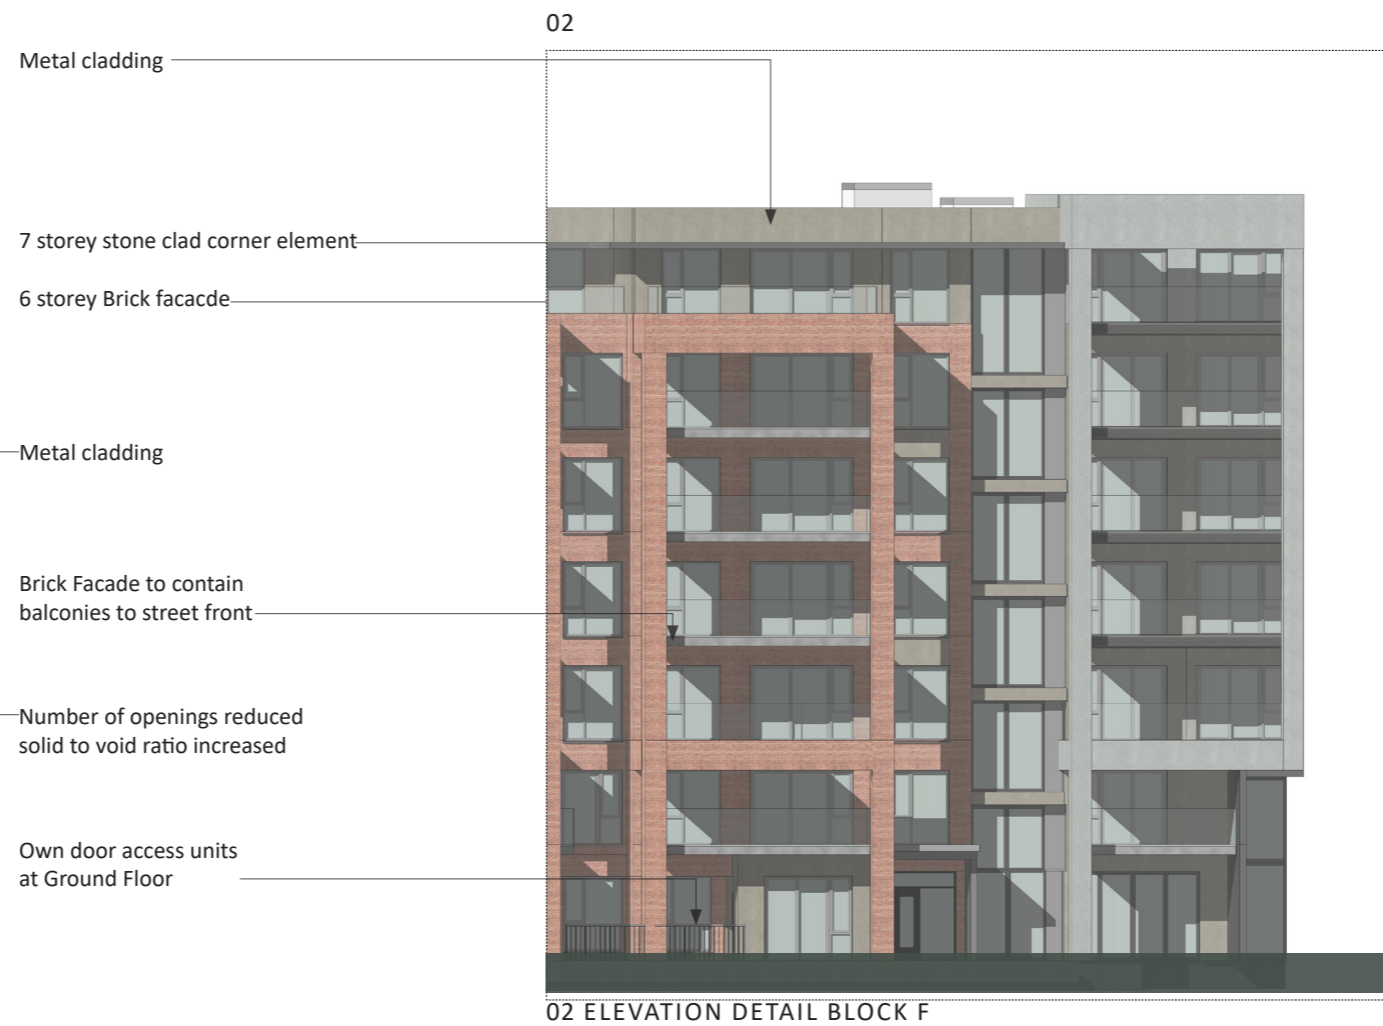 02
Metal cladding
7 storey stone clad corner element
6 storey Brick facacde
Metal cladding
Brick Facade to contain
balconies to street front
Number of openings reduced
solid to void ratio increased
Own door access units
at Ground Floor
02 ELEVATION DETAIL BLOCK F